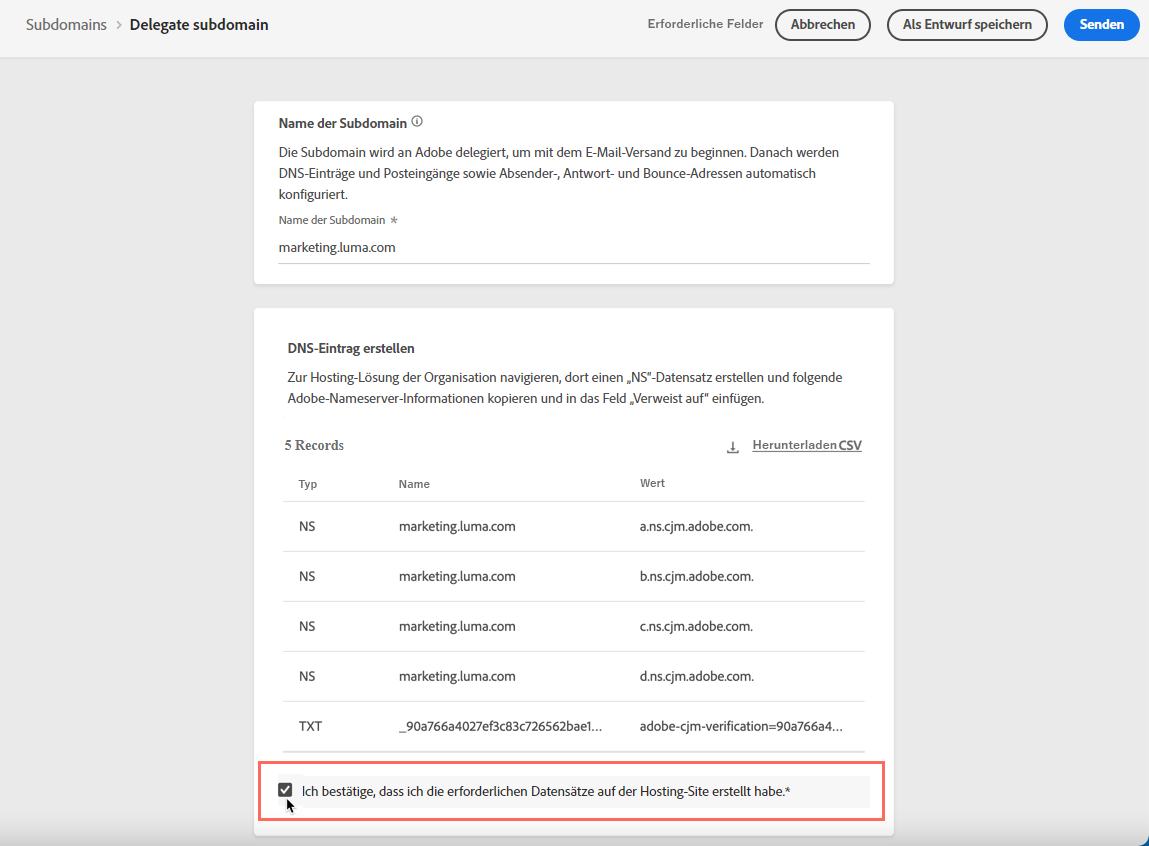 Subdomains > Delegate subdomain
Erforderliche Felder Abbrechen Als Entwurf speichern Senden
Name der Subdomain
Die Subdomain wird an Adobe delegiert, um mit dem E-Mail-Versand zu beginnen. Danach werden
DNS-Einträge und Posteingänge sowie Absender-, Antwort- und Bounce-Adressen automatisch
konfiguriert.
Name der Subdomain *
marketing.luma.com
DNS-Eintrag erstellen
Zur Hosting-Lösung der Organisation navigieren, dort einen „NS“-Datensatz erstellen und folgende
Adobe-Nameserver-Informationen kopieren und in das Feld „Verweist auf“ einfügen.
5 Records Herunterladen CSV
Typ Name Wert
NS marketing.luma.com a.ns.cjm.adobe.com.
NS marketing.luma.com b.ns.cjm.adobe.com.
NS marketing.luma.com c.ns.cjm.adobe.com.
NS marketing.luma.com d.ns.cjm.adobe.com.
TXT _90a766a4027ef3c83c726562bae1... adobe-cjm-verification=90a766a4...
Ich bestätige, dass ich die erforderlichen Datensätze auf der Hosting-Site erstellt habe.*